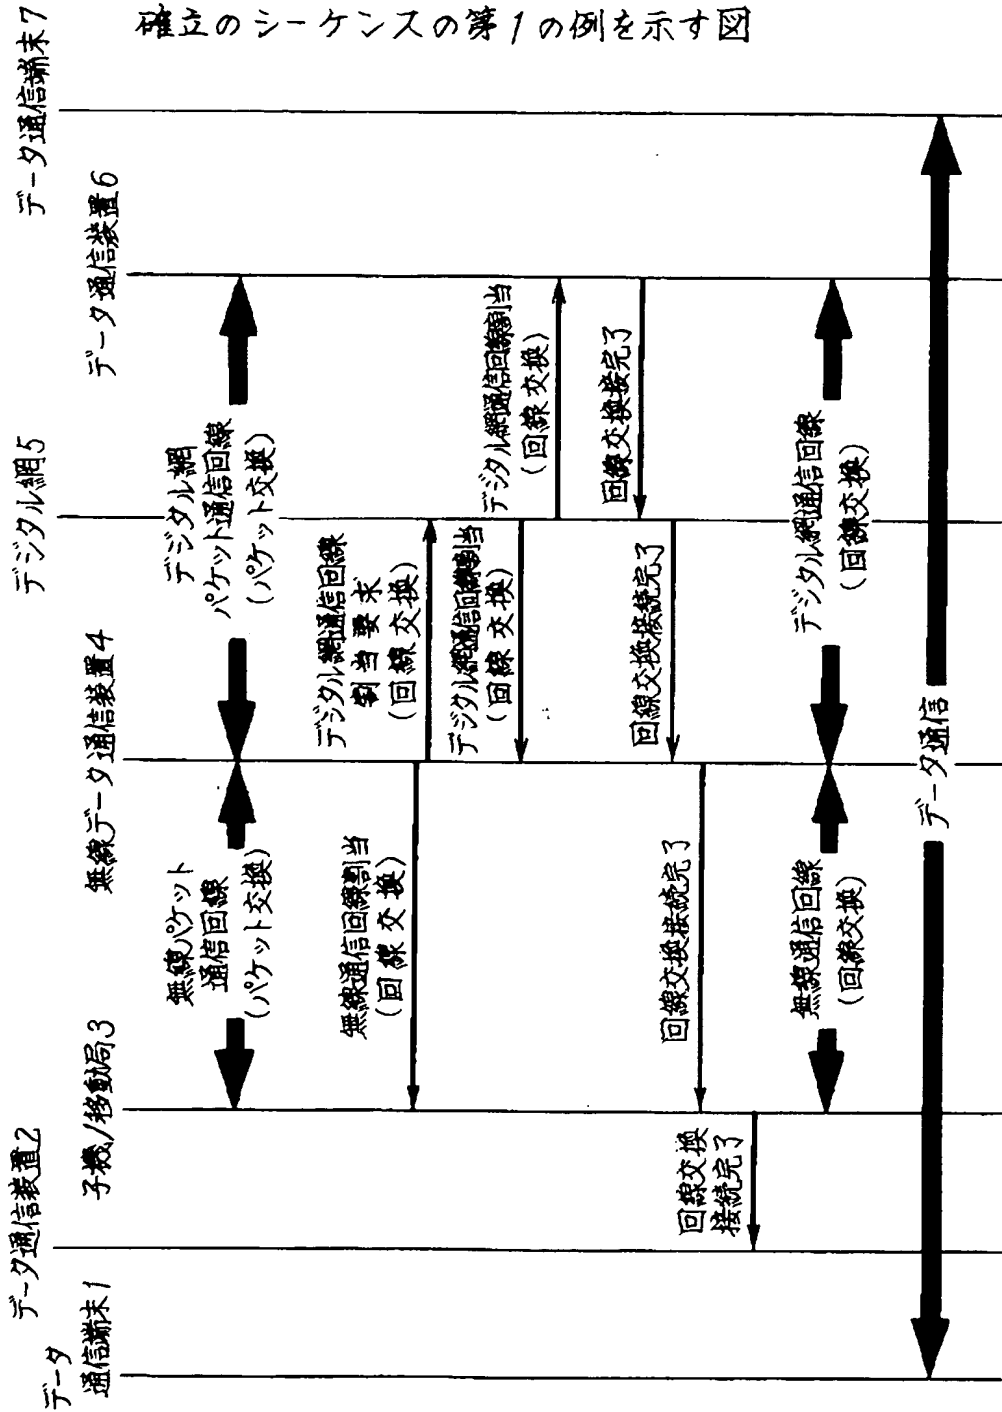 確立のシーケンスの第1の例を示す図
データ
通信端末1
データ通信装置2
子機/移動局3
無線データ通信装置4
デジタル網5
データ通信装置6
データ通信端末7
無線パケット
通信回線
(パケット交換)
デジタル網
パケット通信回線
(パケット交換)
無線通信回線割当
(回線交換)
デジタル網通信回線
割当要求
(回線交換)
デジタル網通信回線割当
(回線交換)
デジタル網通信回線割当
(回線交換)
回線交換接完了
回線交換接続完了
回線交換接続完了
回線交換
接続完了
無線通信回線
(回線交換)
デジタル網通信回線
(回線交換)
データ通信